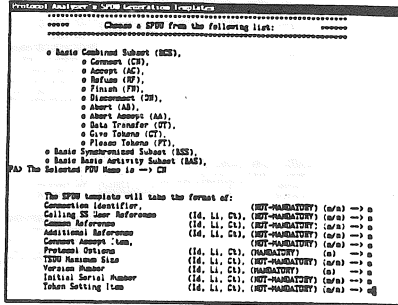 Protocol Analyser's SPDU Generation Templates
Choose a SPDU from the following list:
o Basic Combined Subset (BCS),
o Connect (CN),
o Accept (AC),
o Refuse (RF),
o Finish (FN),
o Disconnect (DN),
o Abort (AB),
o Abort Accept (AA),
o Data Transfer (DT),
o Give Tokens (GT),
o Please Tokens (PT),
o Basic Synchronized Subset (BSS),
o Basic Basic Activity Subset (BAS),
PA> The Selected PDU Name is —> CN
The SPDU template will take the format of:
Connection Identifier, (NOT-MANDATORY) (m/n) —> n
Calling SS User Reference (Id, Li, Ct), (NOT-MANDATORY) (m/n) —> n
Common Reference (Id, Li, Ct), (NOT-MANDATORY) (m/n) —> n
Additional Reference (Id, Li, Ct), (NOT-MANDATORY) (m/n) —> n
Connect Accept Item, (NOT-MANDATORY) (m/n) —> m
Protocol Options (Id, Li, Ct), (MANDATORY) (m) —> m
TSDU Maximum Size (Id, Li, Ct), (NOT-MANDATORY) (m/n) —> n
Version Number (Id, Li, Ct), (MANDATORY) (m) —> m
Initial Serial Number (Id, Li, Ct), (NOT-MANDATORY) (m/n) —> n
Token Setting Item (Id, Li, Ct), (NOT-MANDATORY) (m/n) —>